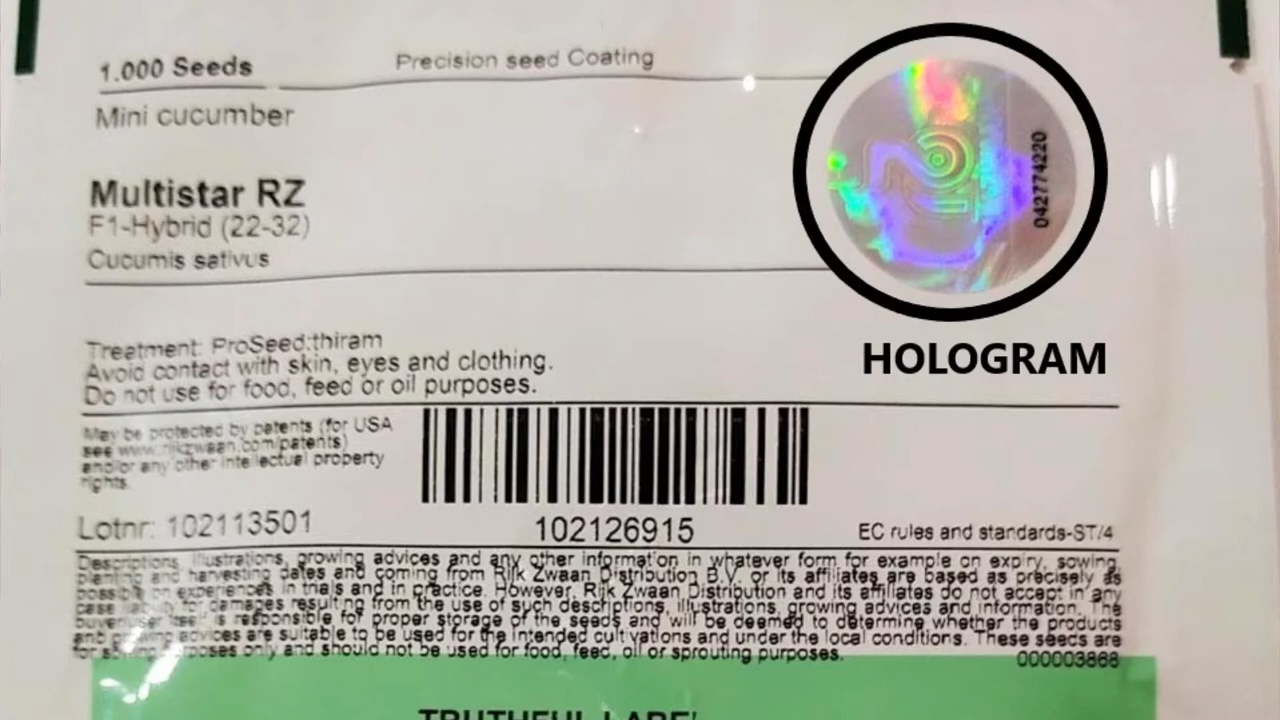 1.000 Seeds
Precision seed Coating
Mini cucumber
Multistar RZ
F1-Hybrid (22-32)
Cucumis sativus
042774220
HOLOGRAM
Treatment: ProSeed:thiram
Avoid contact with skin, eyes and clothing.
Do not use for food, feed or oil purposes.
May be protected by patents (for USA
see www.rijkzwaan.com/patents)
and/or any other intellectual property
rights.
Lotnr: 102113501
102126915
EC rules and standards-ST/4
Descriptions, illustrations, growing advices and any other information in whatever form for example on expiry, sowing,
planting and harvesting dates and coming from Rijk Zwaan Distribution B.V. or its affiliates are based as precisely as
possible on experiences in trials and in practice. However, Rijk Zwaan Distribution and its affiliates do not accept in any
case liability for damages resulting from the use of such descriptions, illustrations, growing advices and information. The
buyer/user itself is responsible for proper storage of the seeds and will be deemed to determine whether the products
and growing advices are suitable to be used for the intended cultivations and under the local conditions. These seeds are
for sowing purposes only and should not be used for food, feed, oil or sprouting purposes.
000003868
TRUTHFUL LABEL